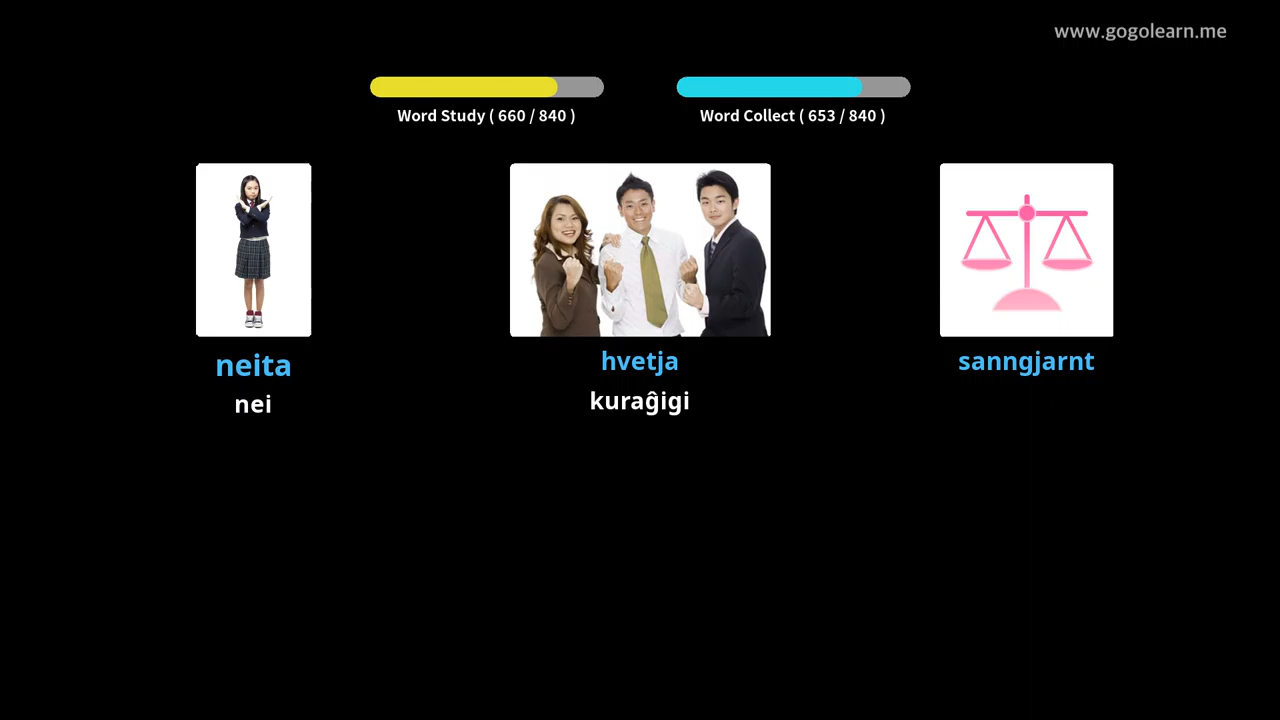 www.gogolearn.me
Word Study ( 660 / 840 )
Word Collect ( 653 / 840 )
neita
hvetja
sanngjarnt
nei
kuraĝigi